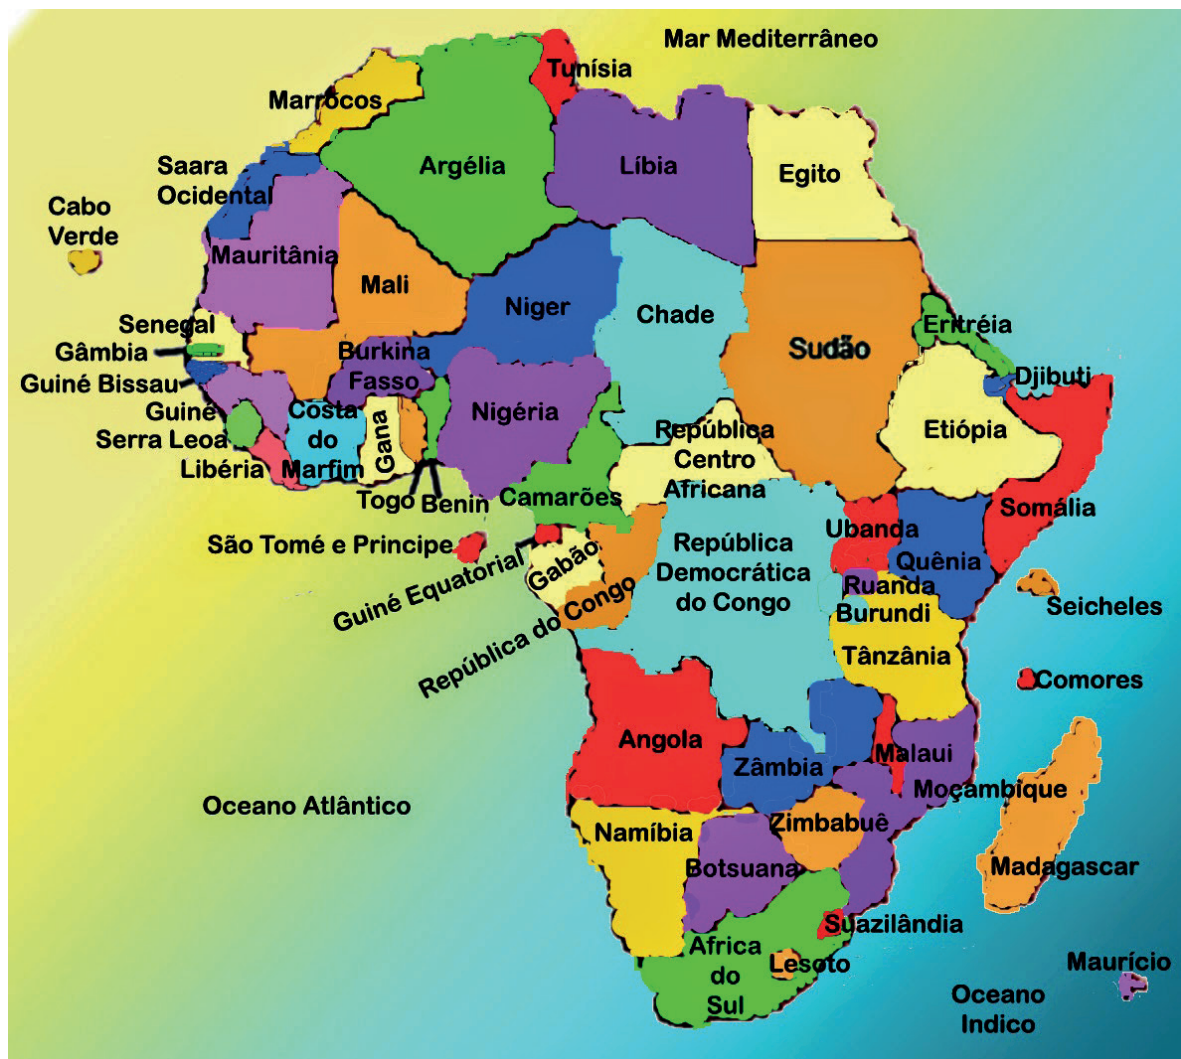 Mar Mediterrâneo
Tunísia
Marrocos
Argélia
Líbia
Egito
Saara
Ocidental
Cabo
Verde
Mauritânia
Mali
Niger
Chade
Sudão
Eritréia
Senegal
Gâmbia
Guiné Bissau
Burkina
Fasso
Djibuti
Guiné
Serra Leoa
Libéria
Costa
do
Marfim
Gana
Nigéria
Etiópia
República
Centro
Africana
Togo
Benin
Camarões
Somália
São Tomé e Principe
Guiné Equatorial
Gabão
República do Congo
República
Democrática
do Congo
Ubanda
Quênia
Ruanda
Burundi
Seicheles
Tânzânia
Comores
Angola
Zâmbia
Malaui
Moçambique
Oceano Atlântico
Namíbia
Zimbabuê
Botsuana
Madagascar
Suazilândia
Africa
do
Sul
Lesoto
Maurício
Oceano
Indico